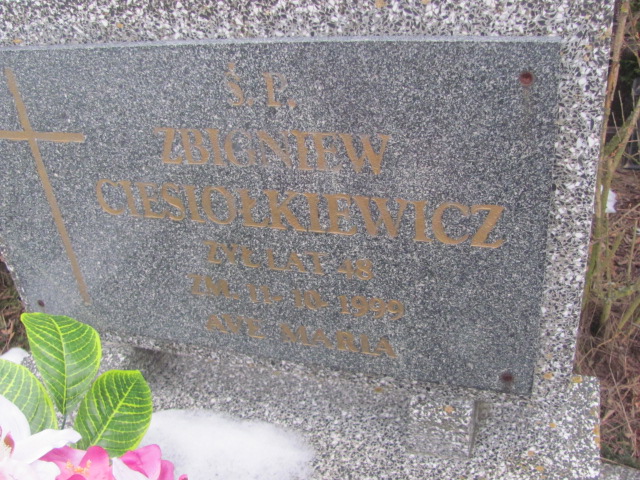 Ś. P.
ZBIGNIEW
CIESIOŁKIEWICZ
ŻYŁ LAT 48
ZM. 11-10-1999
AVE MARIA